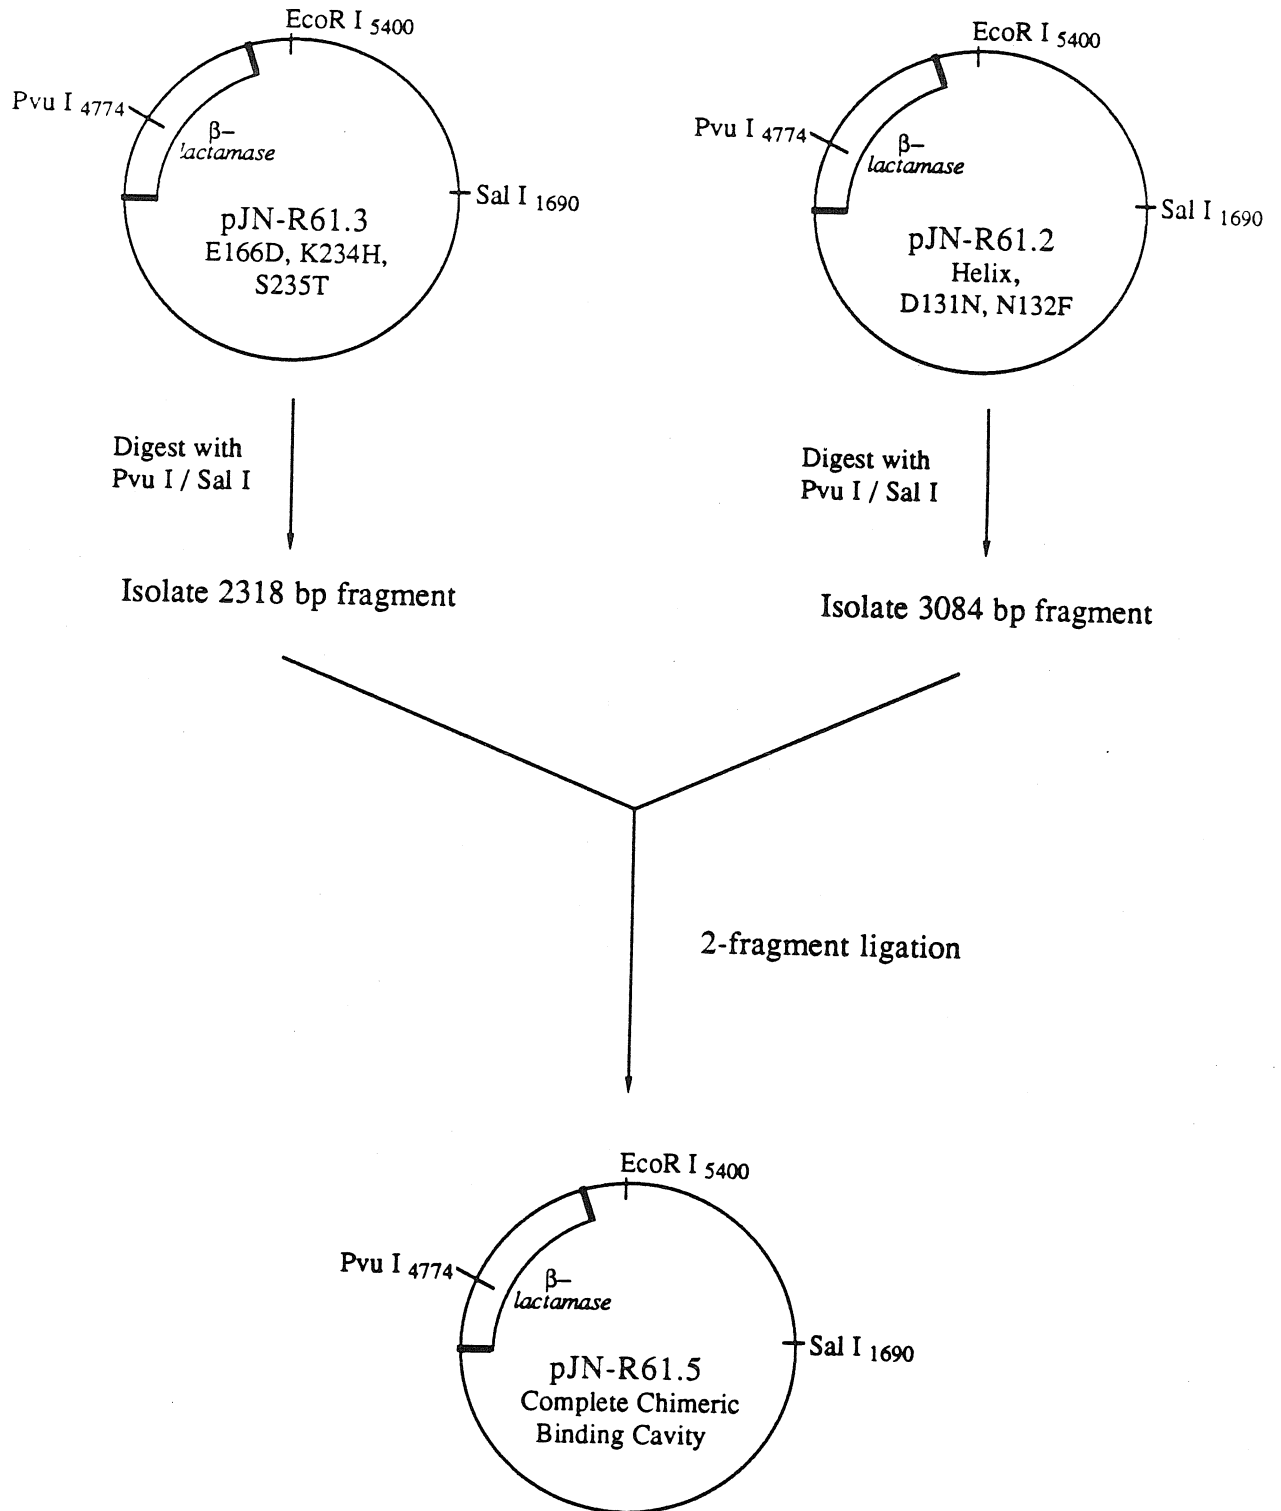 EcoR I 5400
Pvu I 4774
β–
lactamase
Sal I 1690
pJN-R61.3
E166D, K234H,
S235T
EcoR I 5400
Pvu I 4774
β–
lactamase
Sal I 1690
pJN-R61.2
Helix,
D131N, N132F
Digest with
Pvu I / Sal I
Digest with
Pvu I / Sal I
Isolate 2318 bp fragment
Isolate 3084 bp fragment
2-fragment ligation
EcoR I 5400
Pvu I 4774
β–
lactamase
Sal I 1690
pJN-R61.5
Complete Chimeric
Binding Cavity